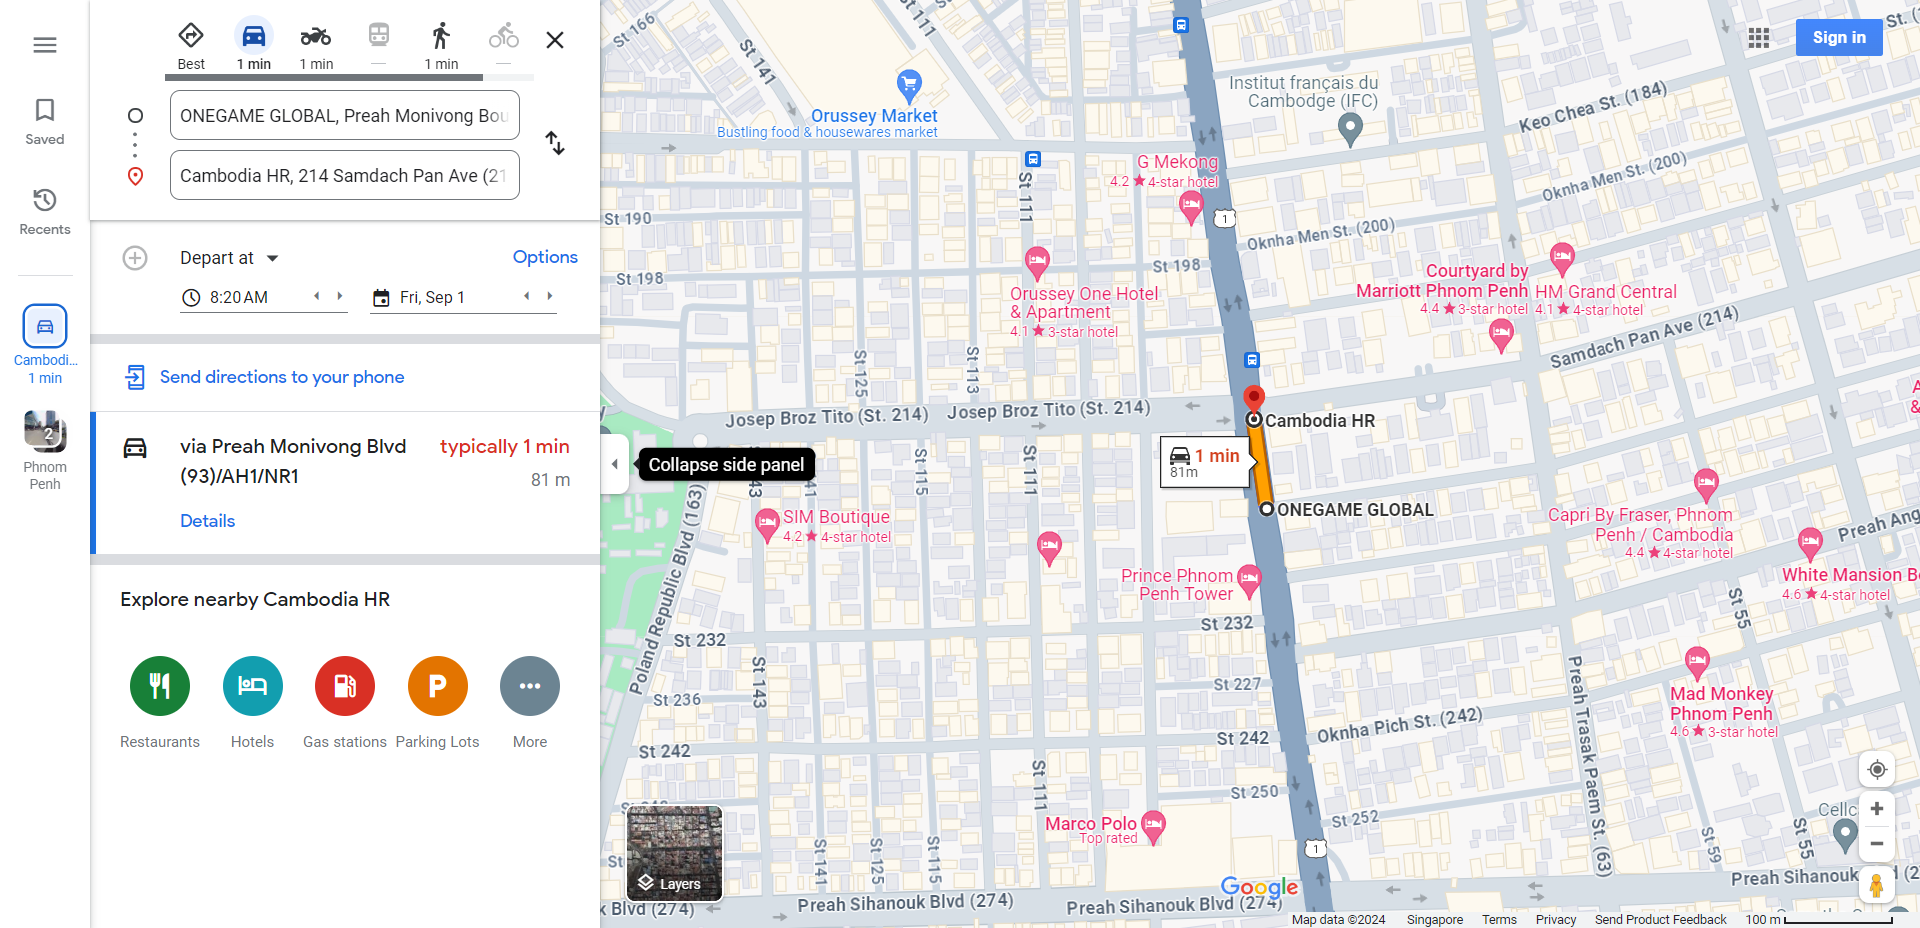 Saved
Recents
Cambodi...
1 min
2
Phnom
Penh
Best
1 min
1 min
—
1 min
—
ONEGAME GLOBAL, Preah Monivong Bou
Cambodia HR, 214 Samdach Pan Ave (21
Depart at
Options
8:20 AM
Fri, Sep 1
Send directions to your phone
via Preah Monivong Blvd
(93)/AH1/NR1
typically 1 min
81 m
Details
Explore nearby Cambodia HR
Restaurants
Hotels
Gas stations
P
Parking Lots
More
Collapse side panel
Layers
Sign in
St 166
St 141
St 111
Orussey Market
Bustling food & housewares market
Institut français du
Cambodge (IFC)
Keo Chea St. (184)
Oknha Men St. (200)
G Mekong
4.2 ★ 4-star hotel
St 111
1
St 190
Oknha Men St. (200)
St 198
St 198
Orussey One Hotel
& Apartment
4.1 ★ 3-star hotel
Courtyard by
Marriott Phnom Penh
4.4 ★ 3-star hotel
HM Grand Central
4.1 ★ 4-star hotel
Samdach Pan Ave (214)
St 125
St 113
Josep Broz Tito (St. 214)
Josep Broz Tito (St. 214)
Cambodia HR
1 min
81m
ONEGAME GLOBAL
St 115
St 111
Poland Republic Blvd (163)
SIM Boutique
4.2 ★ 4-star hotel
Capri By Fraser, Phnom
Penh / Cambodia
4.4 ★ 4-star hotel
Preah Ang
Prince Phnom
Penh Tower
White Mansion B
4.6 ★ 4-star hotel
St 55
St 232
St 232
St 143
St 236
St 227
Mad Monkey
Phnom Penh
4.6 ★ 3-star hotel
Preah Trasak Paem St. (63)
Oknha Pich St. (242)
St 242
St 242
St 111
St 250
St 252
Cellc
Marco Polo
Top rated
St 141
St 125
St 115
1
St 59
St 55
Google
Preah Sihanouk
k Blvd (274)
Preah Sihanouk Blvd (274)
Preah Sihanouk Blvd (274)
Map data ©2024
Singapore
Terms
Privacy
Send Product Feedback
100 m